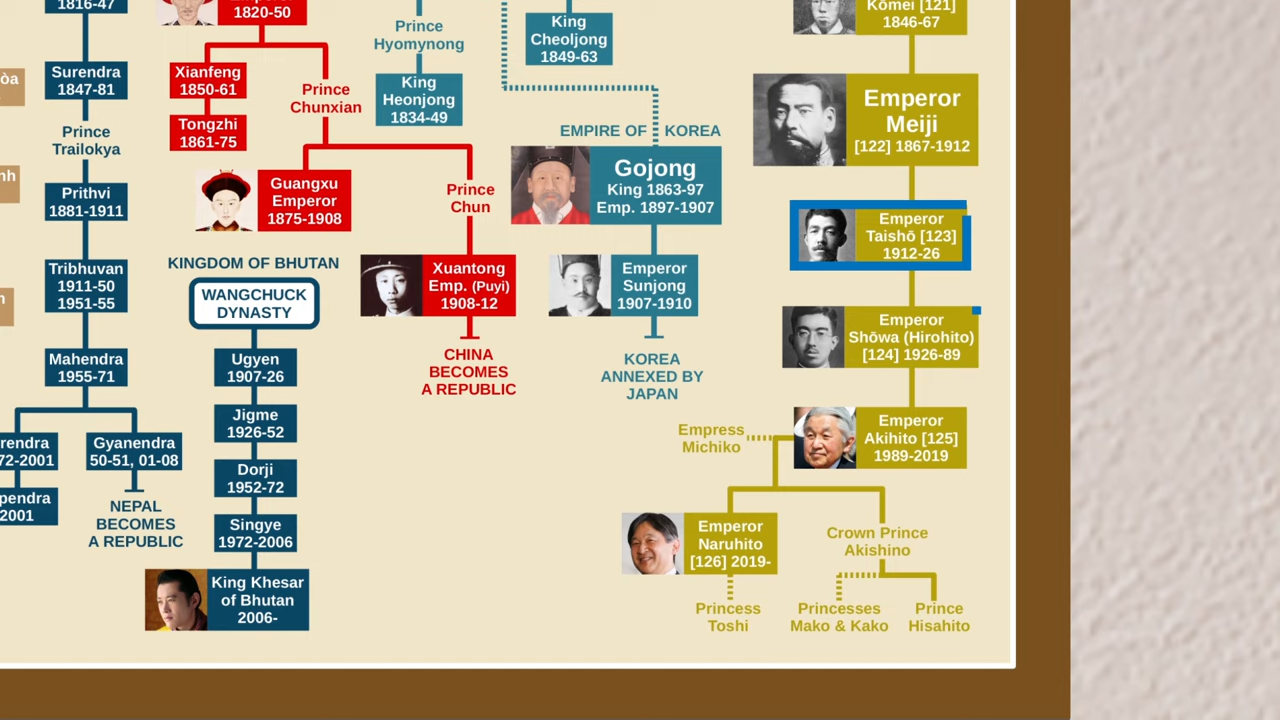 1816-47
Emperor
1820-50
Prince
Hyomynong
King
Cheoljong
1849-63
Kōmei [121]
1846-67
Surendra
1847-81
Xianfeng
1850-61
Prince
Chunxian
King
Heonjong
1834-49
Emperor
Meiji
[122] 1867-1912
Prince
Trailokya
Tongzhi
1861-75
EMPIRE OF KOREA
Gojong
King 1863-97
Emp. 1897-1907
Prithvi
1881-1911
Guangxu
Emperor
1875-1908
Prince
Chun
Emperor
Taishō [123]
1912-26
KINGDOM OF BHUTAN
WANGCHUCK
DYNASTY
Tribhuvan
1911-50
1951-55
Xuantong
Emp. (Puyi)
1908-12
Emperor
Sunjong
1907-1910
Emperor
Shōwa (Hirohito)
[124] 1926-89
Mahendra
1955-71
Ugyen
1907-26
CHINA
BECOMES
A REPUBLIC
KOREA
ANNEXED BY
JAPAN
Jigme
1926-52
Empress
Michiko
Emperor
Akihito [125]
1989-2019
rendra
72-2001
Gyanendra
50-51, 01-08
Dorji
1952-72
pendra
2001
NEPAL
BECOMES
A REPUBLIC
Singye
1972-2006
Emperor
Naruhito
[126] 2019-
Crown Prince
Akishino
King Khesar
of Bhutan
2006-
Princess
Toshi
Princesses
Mako & Kako
Prince
Hisahito